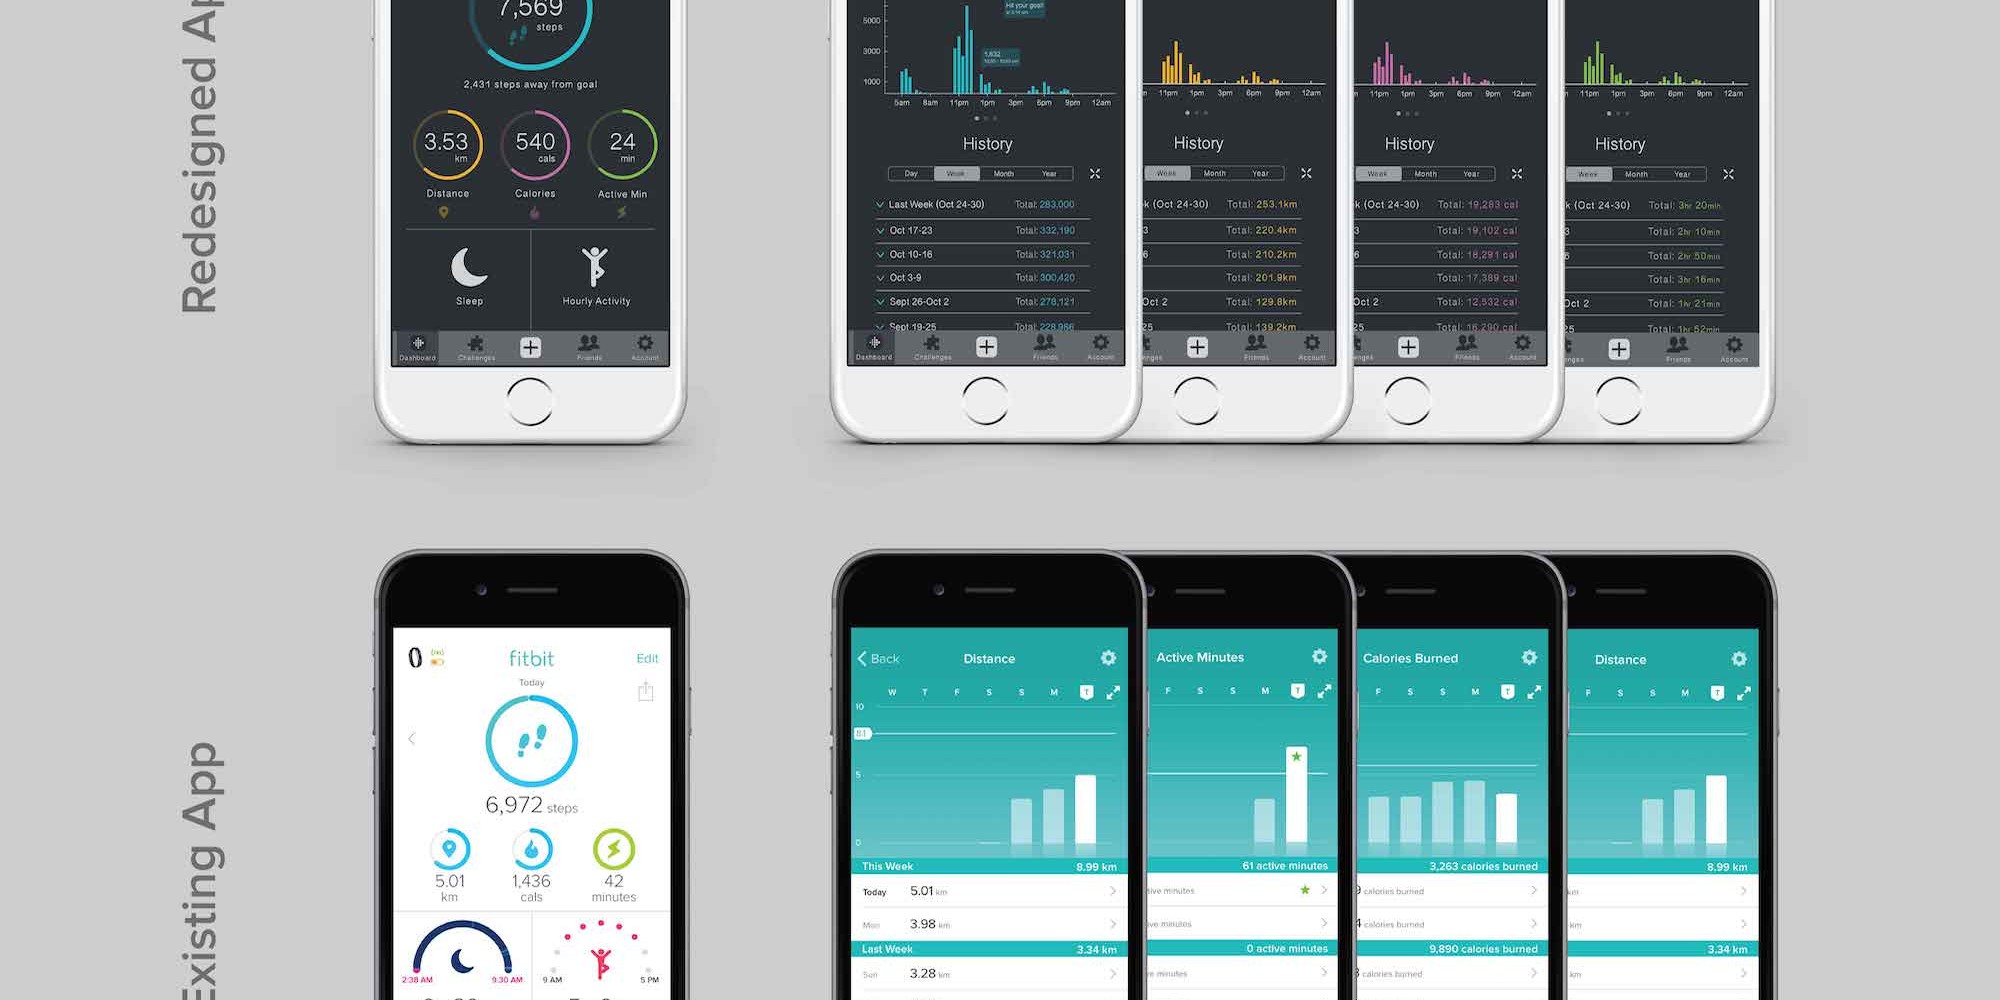 Redesigned Ap
7,569
steps
2,431 steps away from goal
3.53
km
540
cals
24
min
Distance
Calories
Active Min
Sleep
Hourly Activity
Dashboard
Challenges
Friends
Account
Hit your goal!
5000
3000
1000
1,632
5am 8am 11pm 1pm 3pm 6pm 9pm 12am
History
Day Week Month Year
Last Week (Oct 24-30) Total: 283,000
Oct 17-23 Total: 332,190
Oct 10-16 Total: 321,031
Oct 3-9 Total: 300,420
Sept 26-Oct 2 Total: 278,121
Sept 19-25 Total: 228,966
Dashboard Challenges Friends Account
11pm 1pm 3pm 6pm 9pm 12am
History
Week Month Year
k (Oct 24-30) Total: 253.1km
3 Total: 220.4km
6 Total: 210.2km
Total: 201.9km
Oct 2 Total: 129.8km
25 Total: 139.2km
nges Friends Account
11pm 1pm 3pm 6pm 9pm 12am
History
Week Month Year
k (Oct 24-30) Total: 19,283 cal
3 Total: 19,102 cal
6 Total: 18,291 cal
Total: 17,389 cal
Oct 2 Total: 12,532 cal
25 Total: 16,290 cal
nges Friends Account
11pm 1pm 3pm 6pm 9pm 12am
History
Week Month Year
k (Oct 24-30) Total: 3hr 20min
3 Total: 2hr 10min
6 Total: 2hr 50min
Total: 3hr 16min
Oct 2 Total: 1hr 21min
25 Total: 1hr 52min
nges Friends Account
Existing App
fitbit
Edit
Today
6,972 steps
5.01
km
1,436
cals
42
minutes
2:38 AM 9:30 AM
9 AM 5 PM
Back Distance
W T F S S M T
10
8.1
5
0
This Week 8.99 km
Today 5.01 km
Mon 3.98 km
Last Week 3.34 km
Sun 3.28 km
Active Minutes
F S S M T
61 active minutes
ive minutes
ive minutes
0 active minutes
e minutes
Calories Burned
F S S M T
3,263 calories burned
9 calories burned
4 calories burned
9,890 calories burned
3 calories burned
Distance
F S S M T
8.99 km
km
km
3.34 km
km